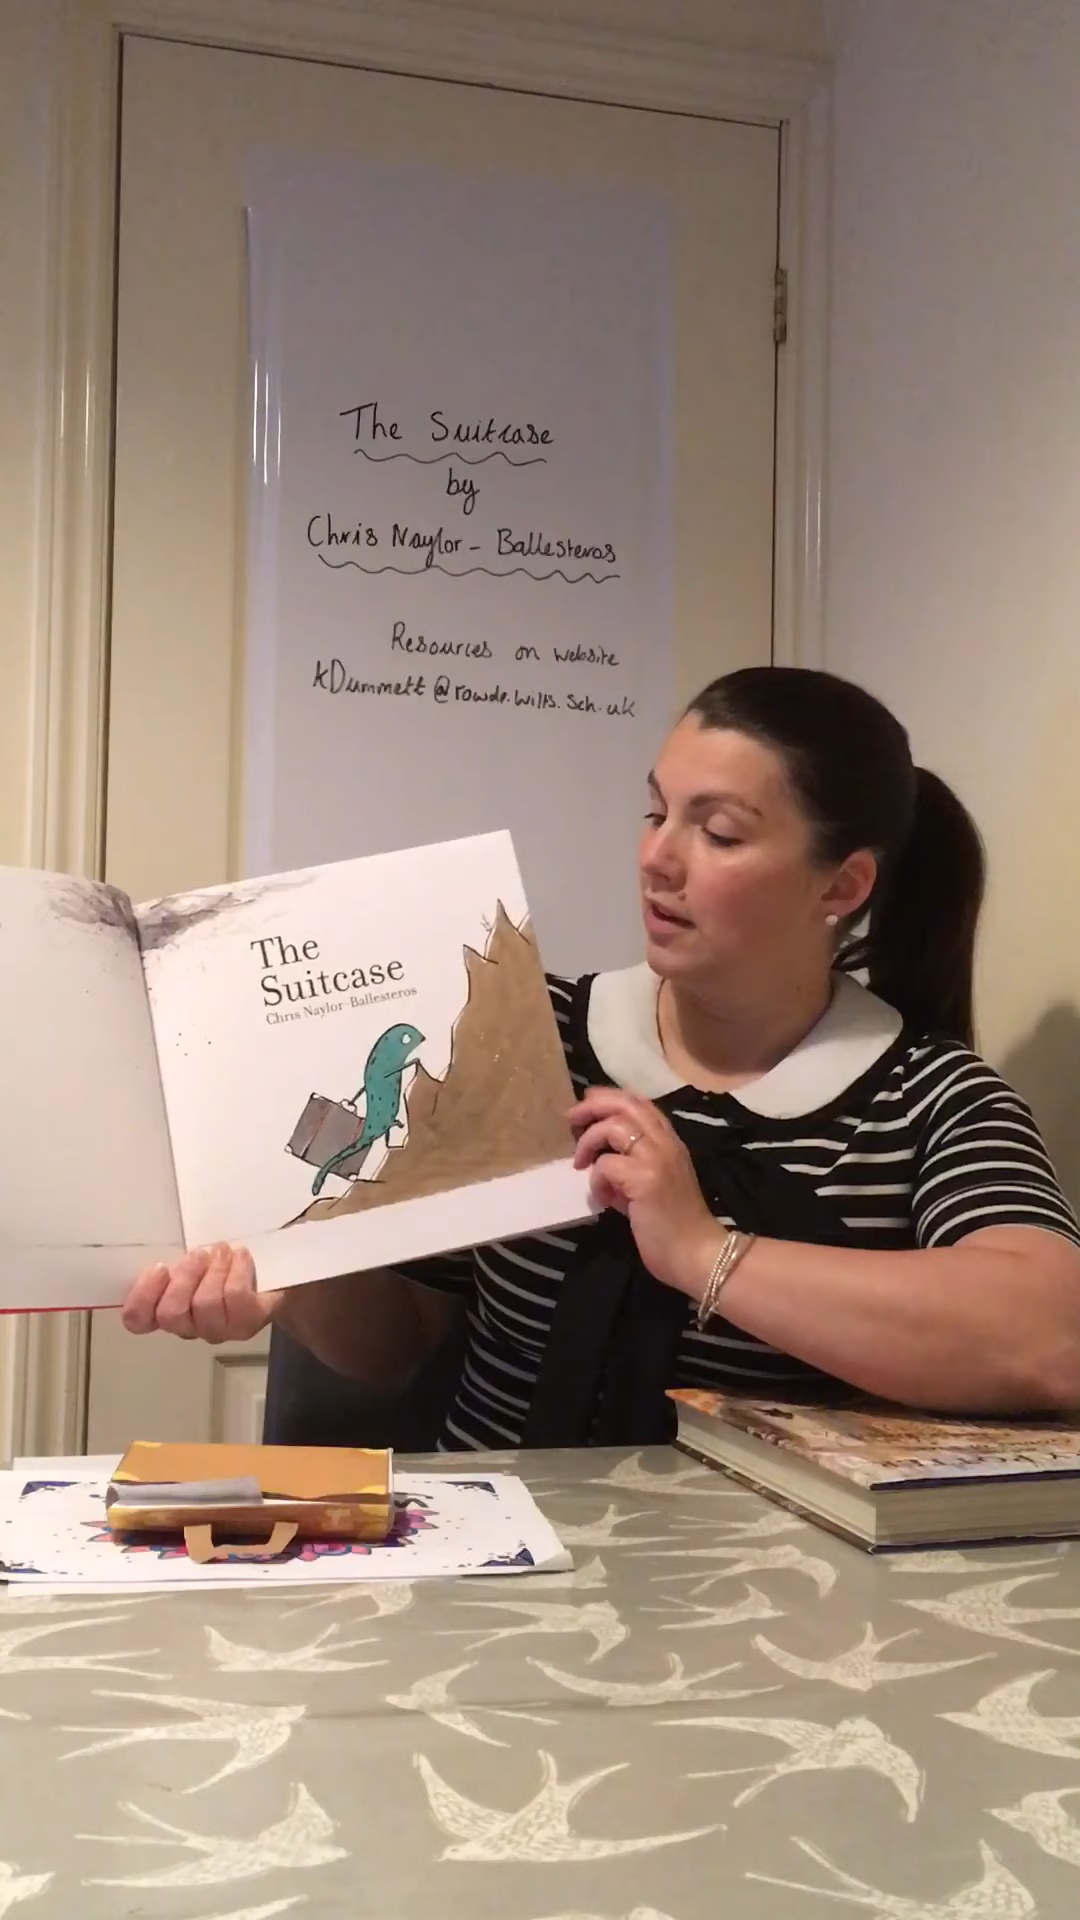 The Suitcase
by
Chris Naylor-Ballesteros
Resources on website
kDummett@rowde.wilts.sch.uk
The
Suitcase
Chris Naylor-Ballesteros